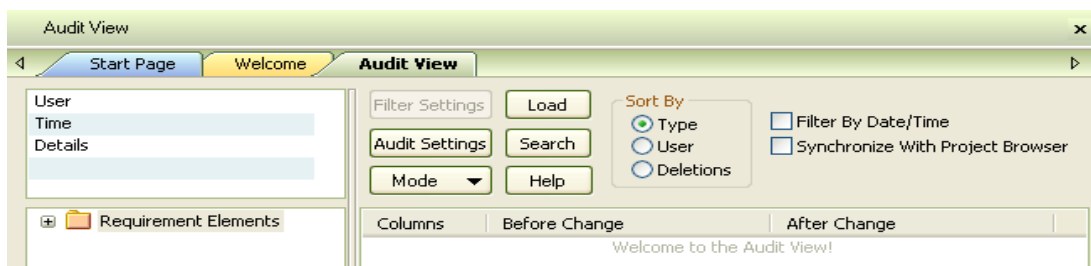 Audit View
Start Page Welcome Audit View
User
Time
Details
Requirement Elements
Filter Settings Load
Audit Settings Search
Mode Help
Sort By
Type
User
Deletions
Filter By Date/Time
Synchronize With Project Browser
Columns Before Change After Change
Welcome to the Audit View!